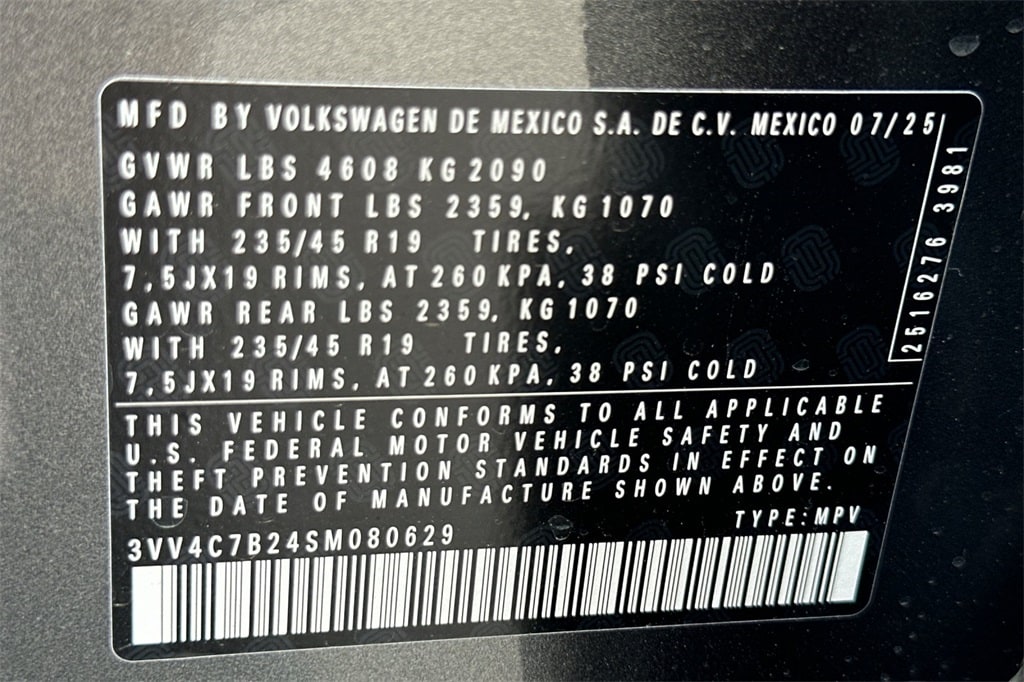 MFD BY VOLKSWAGEN DE MEXICO S.A. DE C.V. MEXICO 07/25
GVWR LBS 4608 KG 2090
GAWR FRONT LBS 2359, KG 1070
WITH 235/45 R19 TIRES,
7,5JX19 RIMS, AT 260 KPA, 38 PSI COLD
GAWR REAR LBS 2359, KG 1070
WITH 235/45 R19 TIRES,
7,5JX19 RIMS, AT 260 KPA, 38 PSI COLD
2516276 3981
THIS VEHICLE CONFORMS TO ALL APPLICABLE
U.S. FEDERAL MOTOR VEHICLE SAFETY AND
THEFT PREVENTION STANDARDS IN EFFECT ON
THE DATE OF MANUFACTURE SHOWN ABOVE.
TYPE:MPV
3VV4C7B24SM080629